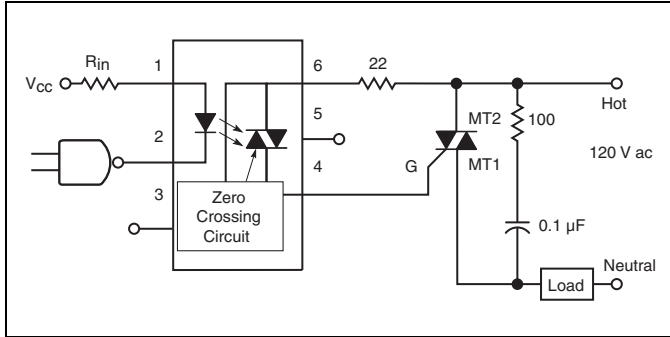 Rin
1
6
22
VCC
Hot
5
MT2
100
2
120 V ac
4
G
MT1
3
Zero
Crossing
Circuit
0.1 µF
Neutral
Load